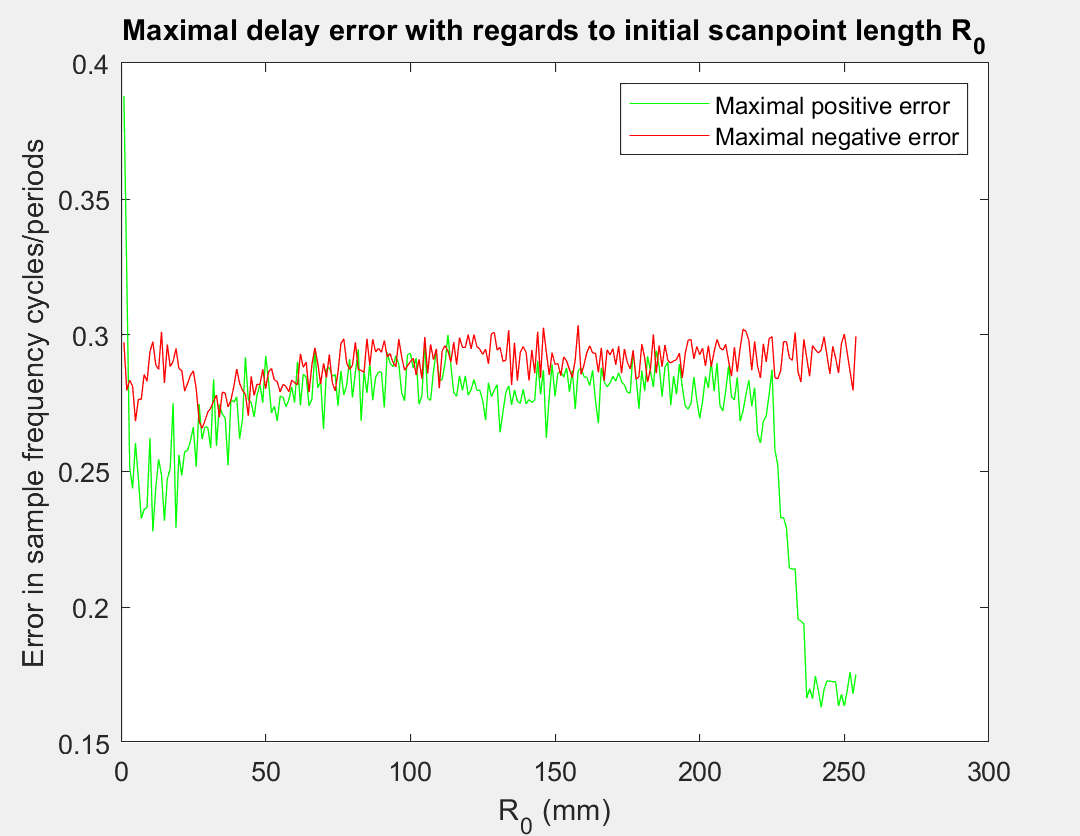 Maximal delay error with regards to initial scanpoint length R₀
0.4
0.35
0.3
0.25
0.2
0.15
Error in sample frequency cycles/periods
Maximal positive error
Maximal negative error
0 50 100 150 200 250 300
R₀ (mm)